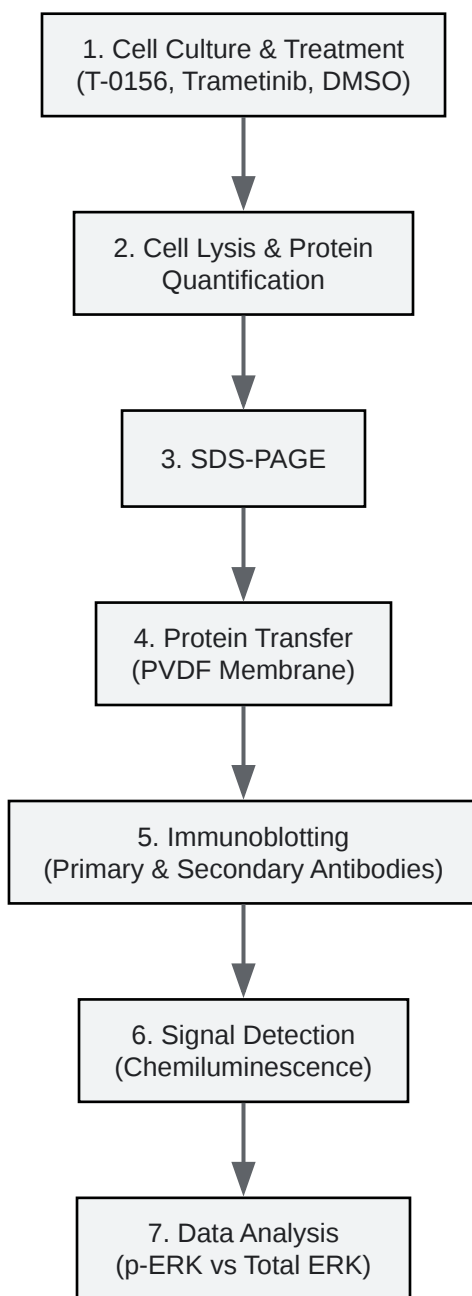 1. Cell Culture & Treatment
(T-0156, Trametinib, DMSO)
2. Cell Lysis & Protein
Quantification
3. SDS-PAGE
4. Protein Transfer
(PVDF Membrane)
5. Immunoblotting
(Primary & Secondary Antibodies)
6. Signal Detection
(Chemiluminescence)
7. Data Analysis
(p-ERK vs Total ERK)